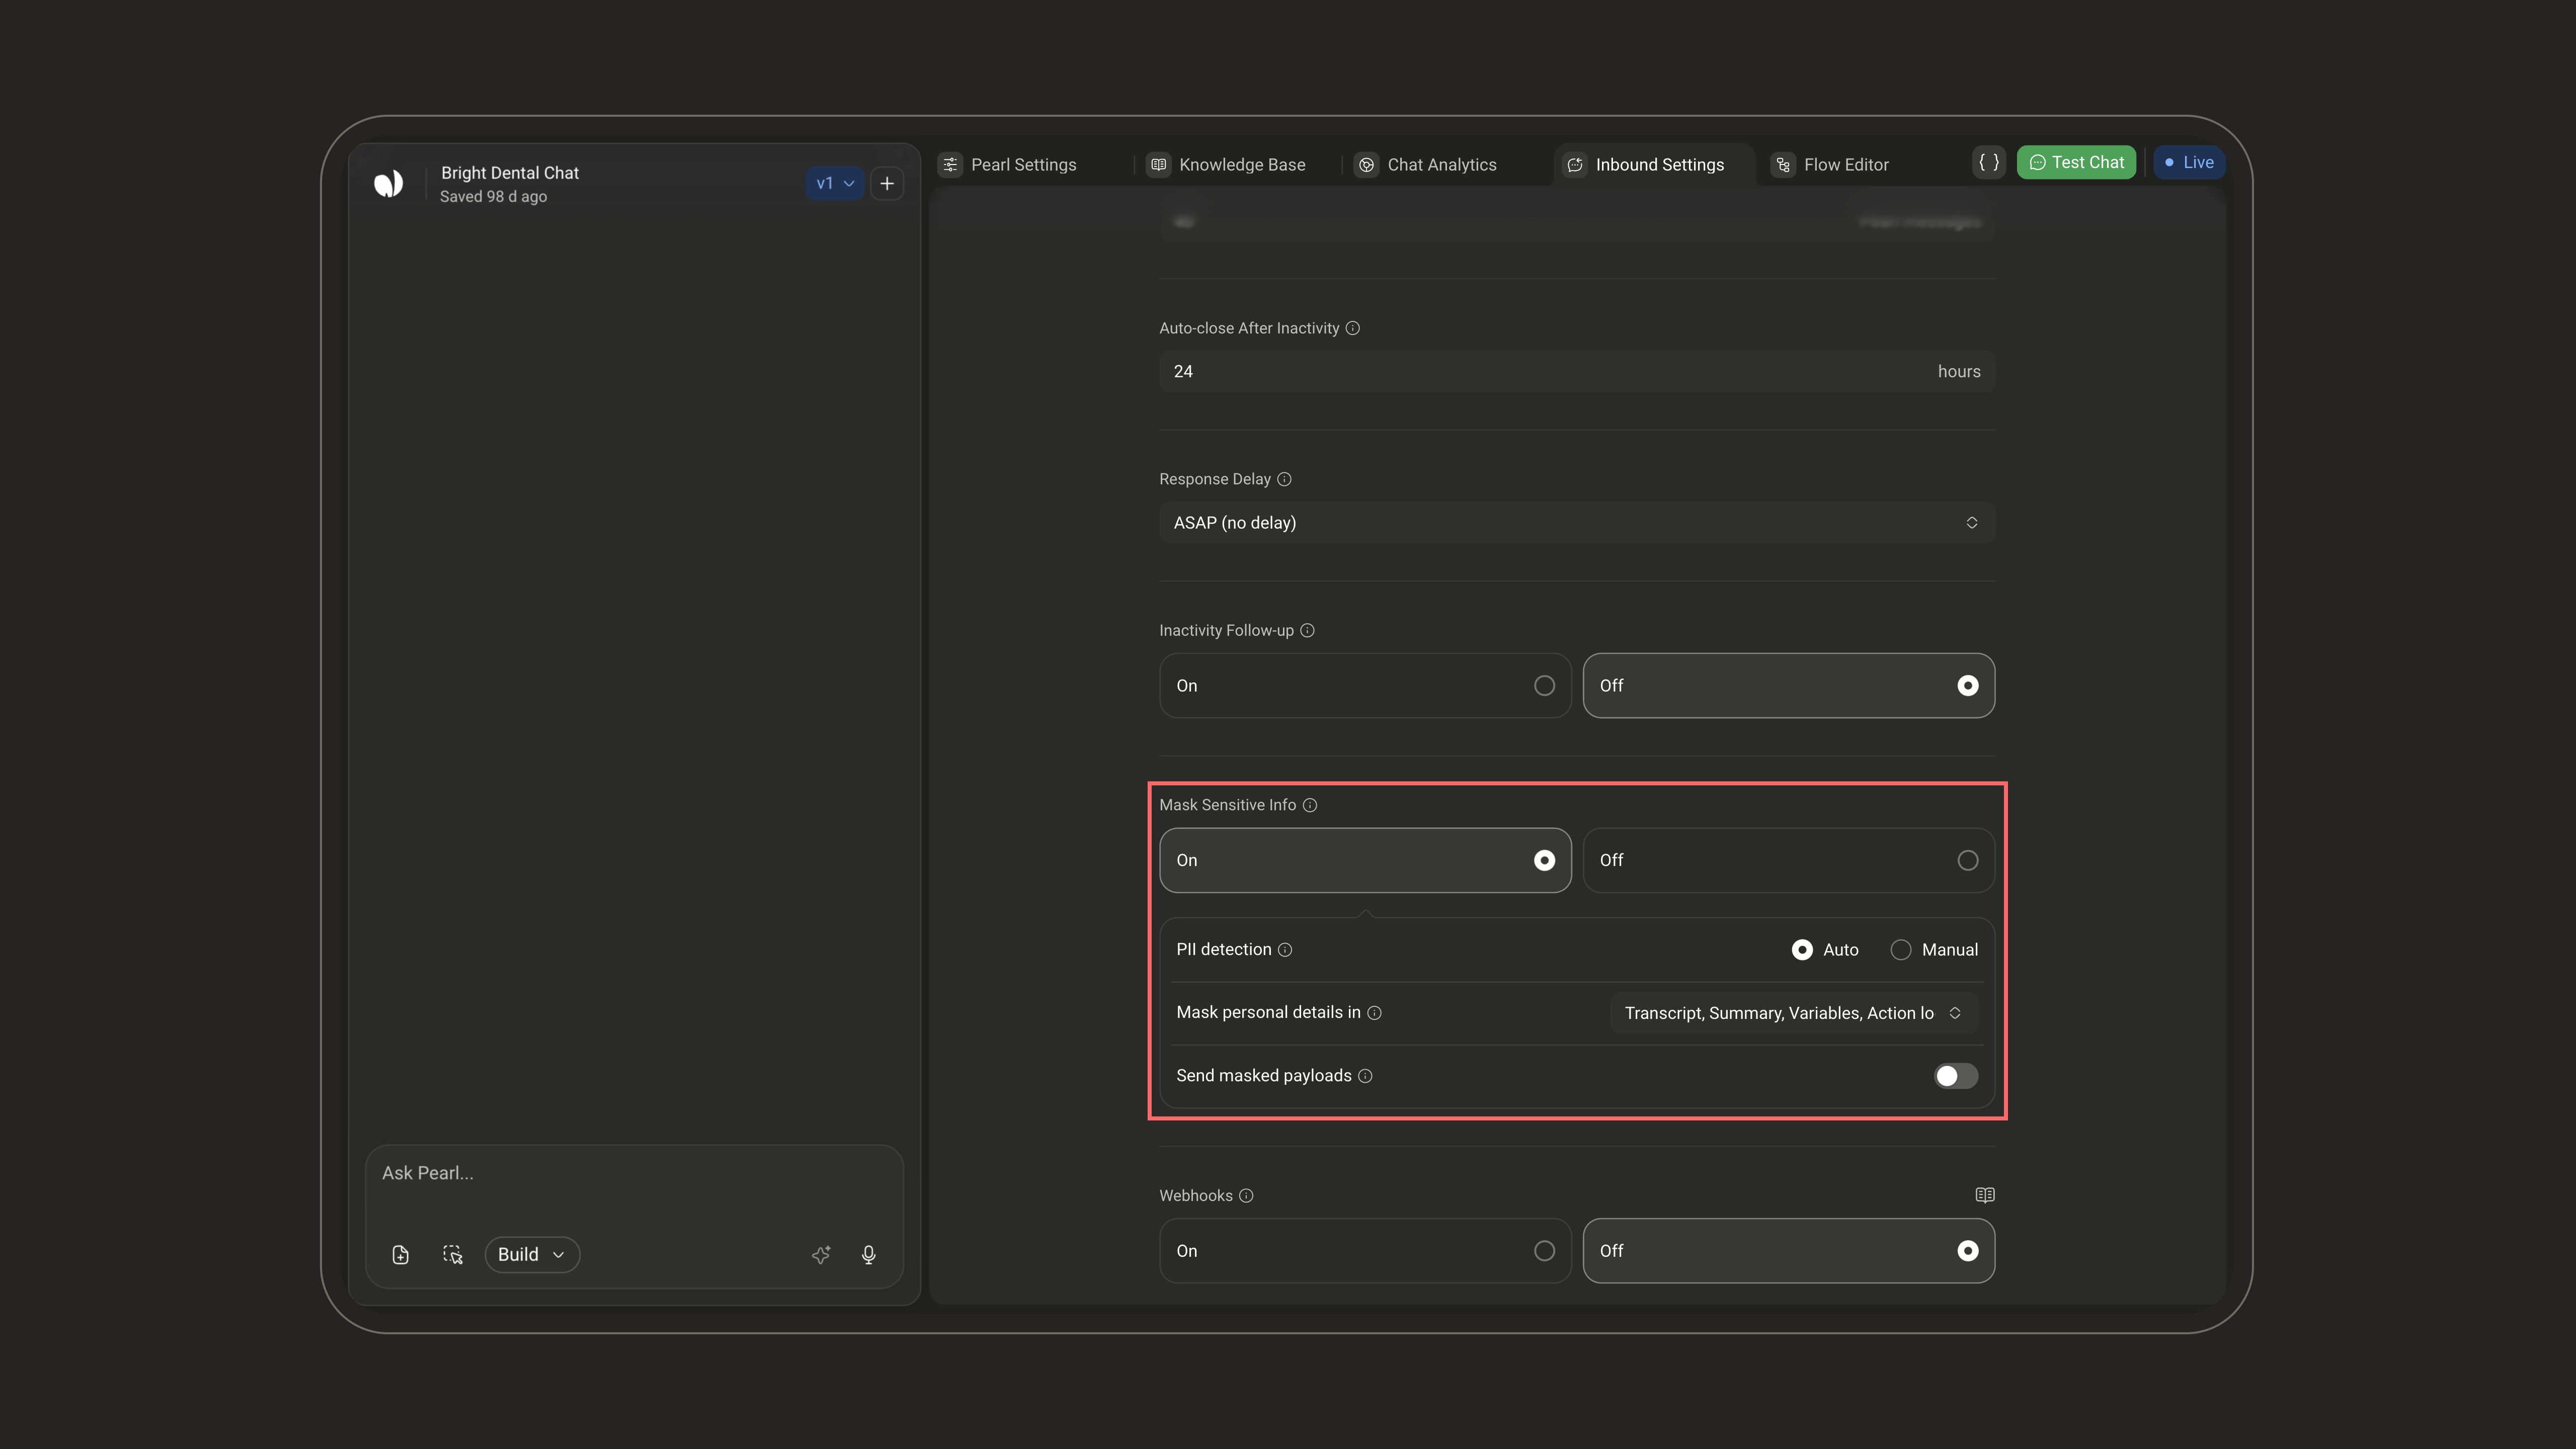 Bright Dental Chat
Saved 98 d ago
v1
Pearl Settings
Knowledge Base
Chat Analytics
Inbound Settings
Flow Editor
{ }
Test Chat
Live
Auto-close After Inactivity
24
hours
Response Delay
ASAP (no delay)
Inactivity Follow-up
On
Off
Mask Sensitive Info
On
Off
PII detection
Auto
Manual
Mask personal details in
Transcript, Summary, Variables, Action lo
Send masked payloads
Webhooks
On
Off
Ask Pearl...
Build